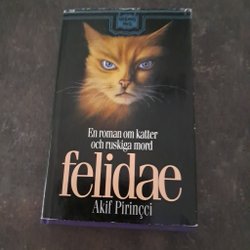 En roman om katter
och ruskiga mord
felidae
Akif Pirinçci